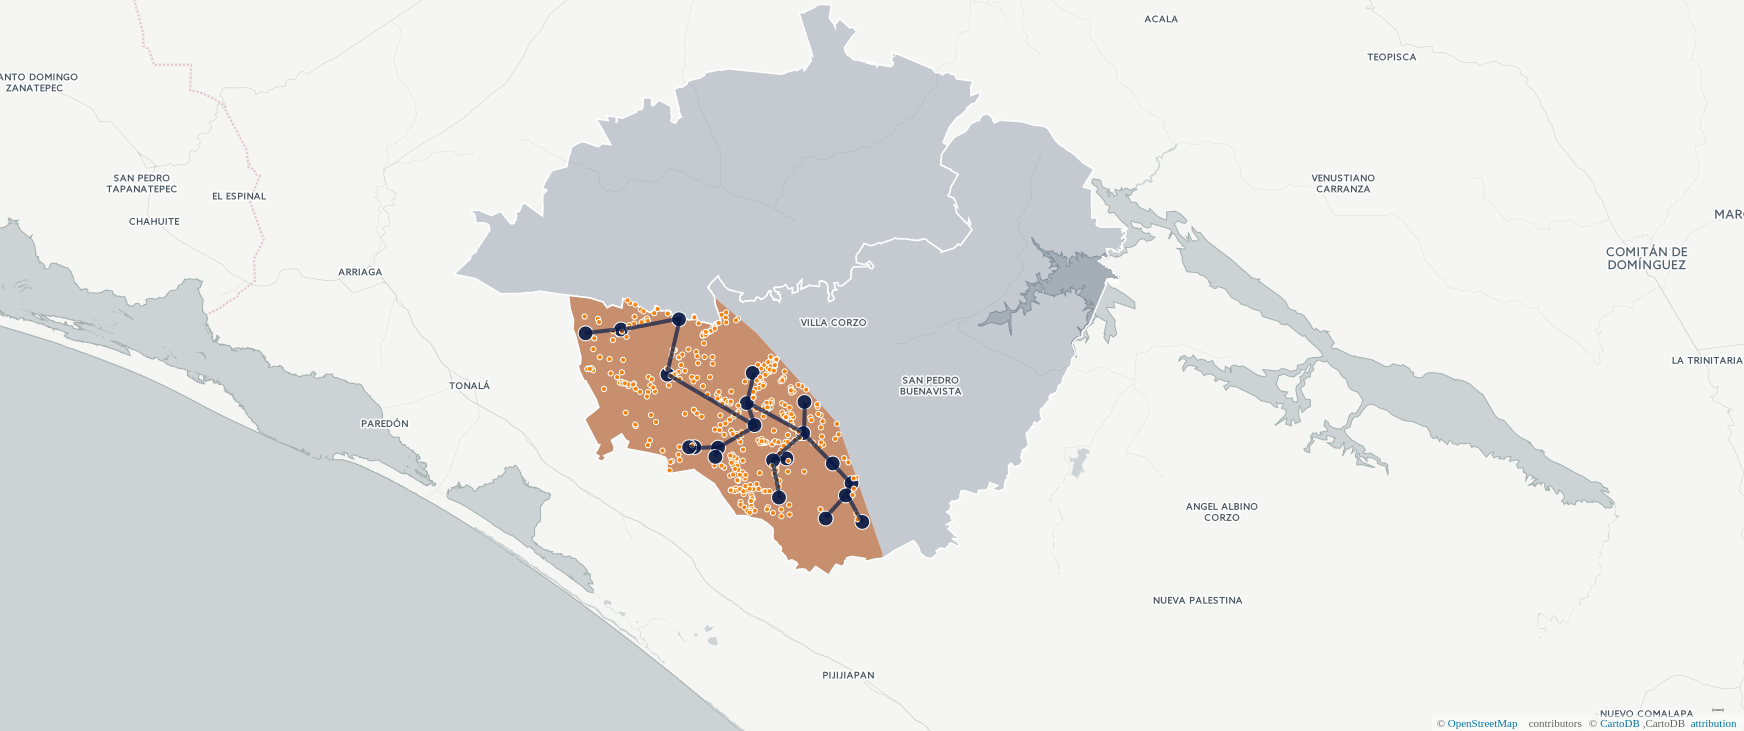 ACALA
TEOPISCA
ANTO DOMINGO
ZANATEPEC
SAN PEDRO
TAPANATEPEC
EL ESPINAL
VENUSTIANO
CARRANZA
CHAHUITE
MARG
COMITÁN DE
DOMÍNGUEZ
ARRIAGA
VILLA CORZO
LA TRINITARIA
TONALÁ
SAN PEDRO
BUENAVISTA
PAREDÓN
ANGEL ALBINO
CORZO
NUEVA PALESTINA
PIJIJIAPAN
NUEVO COMALAPA
© OpenStreetMap contributors © CartoDB ,CartoDB attribution